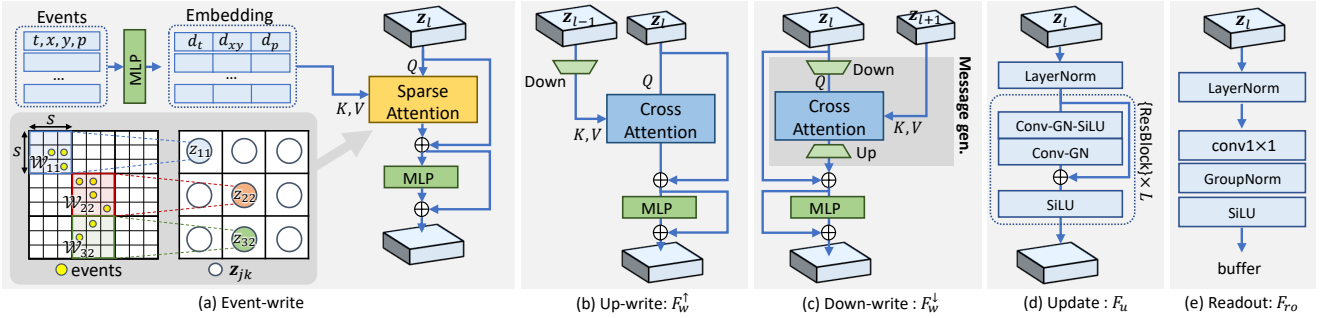 Events
t, x, y, p
...
MLP
Embedding
d_t d_xy d_p
...
z_l
Q
K, V
Sparse
Attention
MLP
S
S
𝒲_11
𝒲_22
𝒲_32
z_11
z_22
z_32
events
z_jk
(a) Event-write
z_{l-1}
z_l
Down
Q
K, V
Cross
Attention
MLP
(b) Up-write: F_w^↑
z_l
z_{l+1}
Down
Q
Cross
Attention
K, V
Up
Message gen.
MLP
(c) Down-write : F_w^↓
z_l
LayerNorm
Conv-GN-SiLU
Conv-GN
SiLU
{ResBlock}× L
(d) Update : F_u
z_l
LayerNorm
conv1×1
GroupNorm
SiLU
buffer
(e) Readout: F_ro